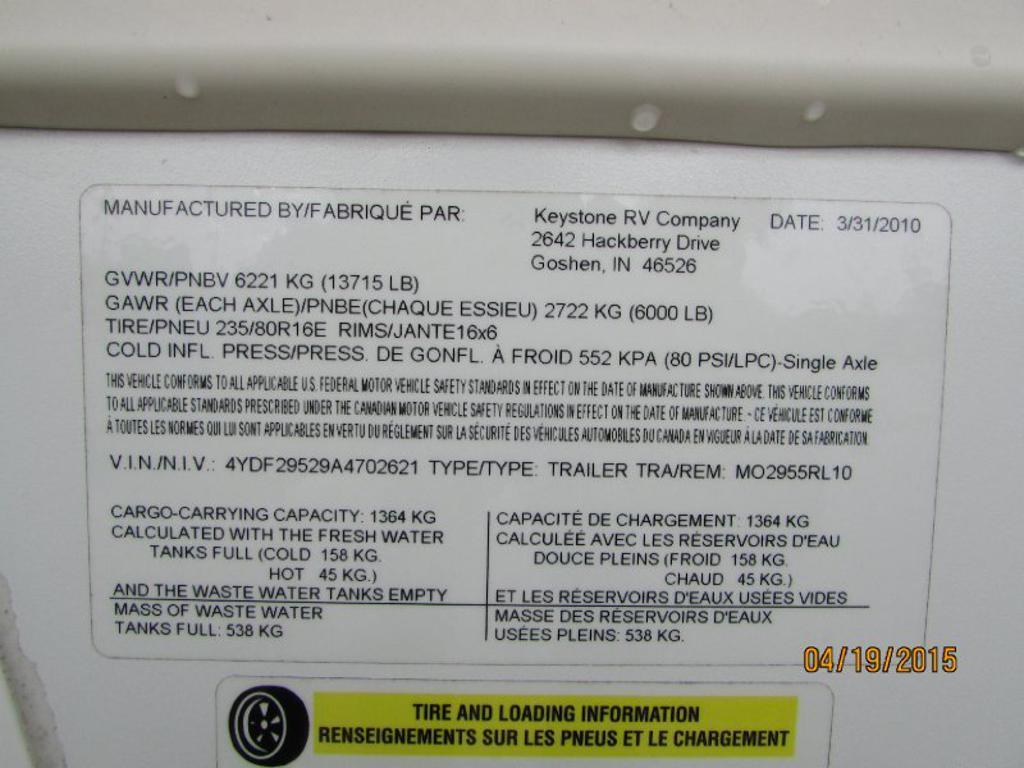 MANUFACTURED BY/FABRIQUÉ PAR: Keystone RV Company DATE: 3/31/2010
2642 Hackberry Drive
Goshen, IN 46526
GVWR/PNBV 6221 KG (13715 LB)
GAWR (EACH AXLE)/PNBE(CHAQUE ESSIEU) 2722 KG (6000 LB)
TIRE/PNEU 235/80R16E RIMS/JANTE16x6
COLD INFL. PRESS/PRESS. DE GONFL. À FROID 552 KPA (80 PSI/LPC)-Single Axle
THIS VEHICLE CONFORMS TO ALL APPLICABLE U.S. FEDERAL MOTOR VEHICLE SAFETY STANDARDS IN EFFECT ON THE DATE OF MANUFACTURE SHOWN ABOVE. THIS VEHICLE CONFORMS
TO ALL APPLICABLE STANDARDS PRESCRIBED UNDER THE CANADIAN MOTOR VEHICLE SAFETY REGULATIONS IN EFFECT ON THE DATE OF MANUFACTURE. - CE VÉHICULE EST CONFORME
À TOUTES LES NORMES QUI LUI SONT APPLICABLES EN VERTU DU RÈGLEMENT SUR LA SÉCURITÉ DES VÉHICULES AUTOMOBILES DU CANADA EN VIGUEUR À LA DATE DE SA FABRICATION.
V.I.N./N.I.V.: 4YDF29529A4702621 TYPE/TYPE: TRAILER TRA/REM: MO2955RL10
CARGO-CARRYING CAPACITY: 1364 KG
CALCULATED WITH THE FRESH WATER
TANKS FULL (COLD 158 KG.
HOT 45 KG.)
AND THE WASTE WATER TANKS EMPTY
MASS OF WASTE WATER
TANKS FULL: 538 KG
CAPACITÉ DE CHARGEMENT: 1364 KG
CALCULÉE AVEC LES RÉSERVOIRS D'EAU
DOUCE PLEINS (FROID 158 KG.
CHAUD 45 KG.)
ET LES RÉSERVOIRS D'EAUX USÉES VIDES
MASSE DES RÉSERVOIRS D'EAUX
USÉES PLEINS: 538 KG.
04/19/2015
TIRE AND LOADING INFORMATION
RENSEIGNEMENTS SUR LES PNEUS ET LE CHARGEMENT